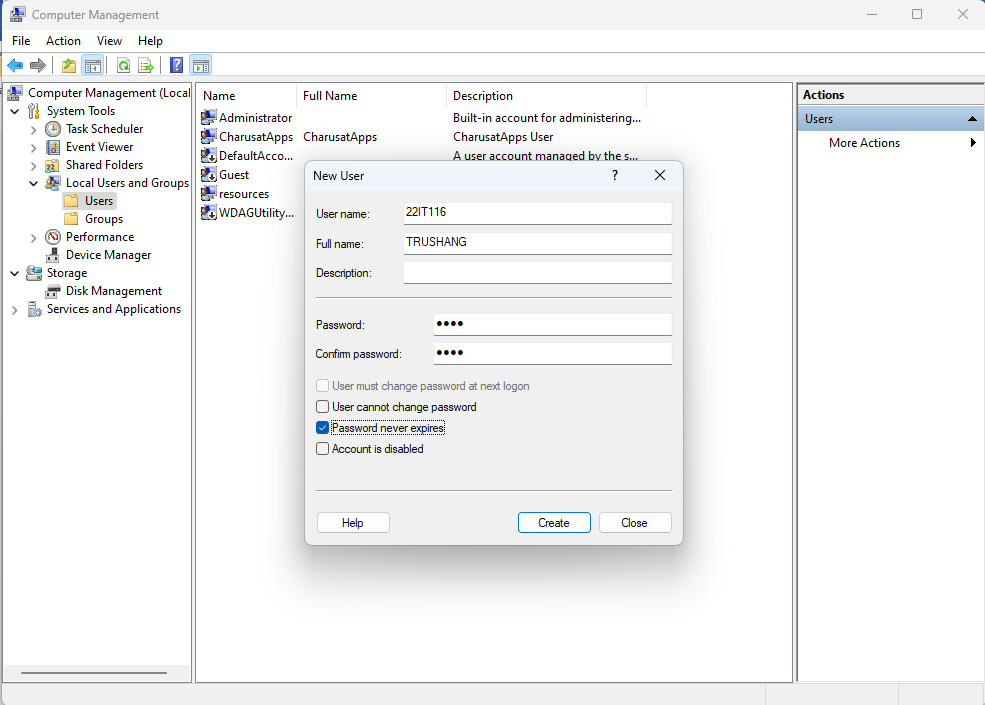 Computer Management
File Action View Help
Computer Management (Local
System Tools
Task Scheduler
Event Viewer
Shared Folders
Local Users and Groups
Users
Groups
Performance
Device Manager
Storage
Disk Management
Services and Applications
Name Full Name Description
Administrator Built-in account for administering...
CharusatApps CharusatApps CharusatApps User
DefaultAcco... A user account managed by the s...
Guest
resources
WDAGUtility...
New User ?
User name: 22IT116
Full name: TRUSHANG
Description:
Password: ••••
Confirm password: ••••
User must change password at next logon
User cannot change password
Password never expires
Account is disabled
Help Create Close
Actions
Users
More Actions